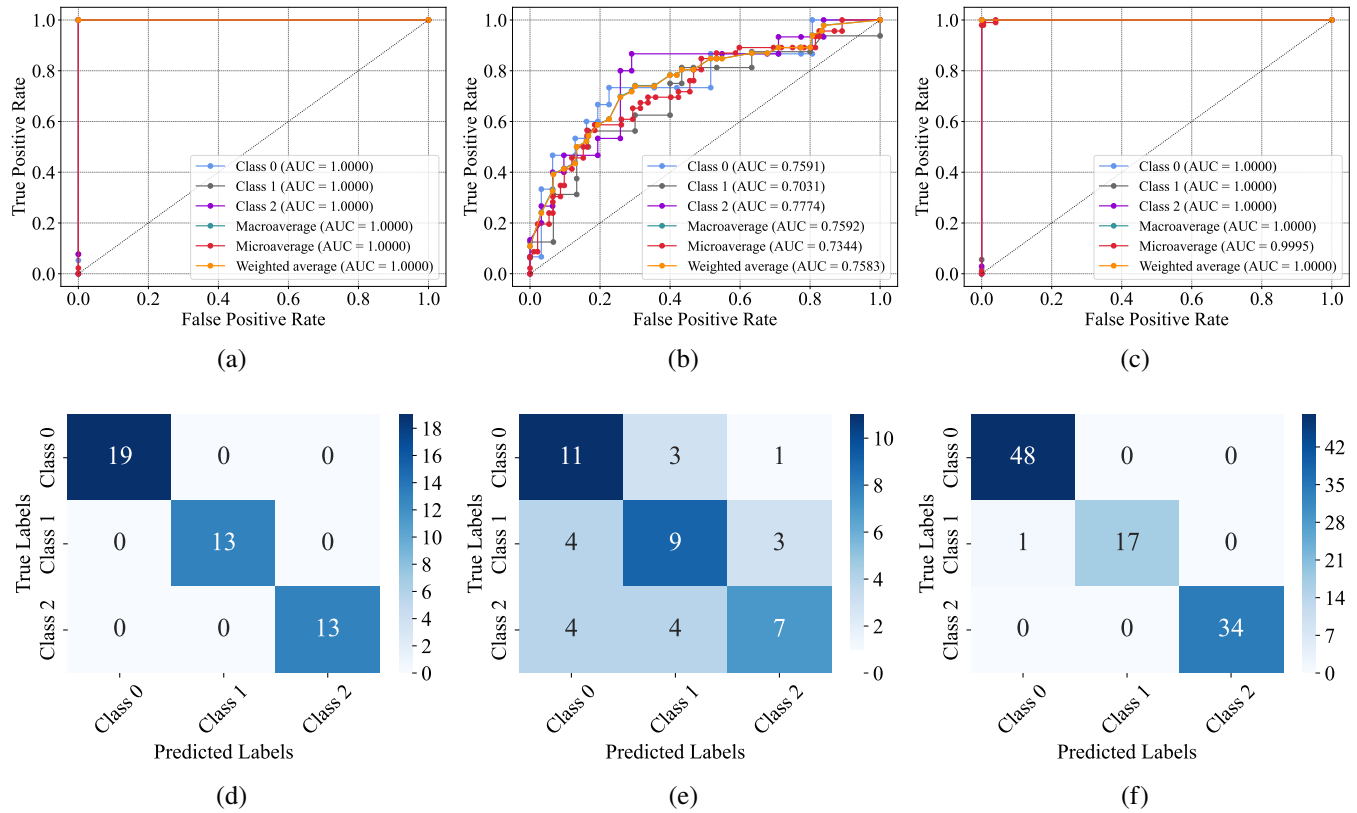 True Positive Rate
1.0
0.8
0.6
0.4
0.2
0.0
Class 0 (AUC = 1.0000)
Class 1 (AUC = 1.0000)
Class 2 (AUC = 1.0000)
Macroaverage (AUC = 1.0000)
Microaverage (AUC = 1.0000)
Weighted average (AUC = 1.0000)
0.0 0.2 0.4 0.6 0.8 1.0
False Positive Rate
(a)
True Positive Rate
1.0
0.8
0.6
0.4
0.2
0.0
Class 0 (AUC = 0.7591)
Class 1 (AUC = 0.7031)
Class 2 (AUC = 0.7774)
Macroaverage (AUC = 0.7592)
Microaverage (AUC = 0.7344)
Weighted average (AUC = 0.7583)
0.0 0.2 0.4 0.6 0.8 1.0
False Positive Rate
(b)
True Positive Rate
1.0
0.8
0.6
0.4
0.2
0.0
Class 0 (AUC = 1.0000)
Class 1 (AUC = 1.0000)
Class 2 (AUC = 1.0000)
Macroaverage (AUC = 1.0000)
Microaverage (AUC = 0.9995)
Weighted average (AUC = 1.0000)
0.0 0.2 0.4 0.6 0.8 1.0
False Positive Rate
(c)
True Labels
Class 0
Class 1
Class 2
19 0 0
0 13 0
0 0 13
18
16
14
12
10
8
6
4
2
0
Class 0 Class 1 Class 2
Predicted Labels
(d)
True Labels
Class 0
Class 1
Class 2
11 3 1
4 9 3
4 4 7
10
8
6
4
2
0
Class 0 Class 1 Class 2
Predicted Labels
(e)
True Labels
Class 0
Class 1
Class 2
48 0 0
1 17 0
0 0 34
42
35
28
21
14
7
0
Class 0 Class 1 Class 2
Predicted Labels
(f)